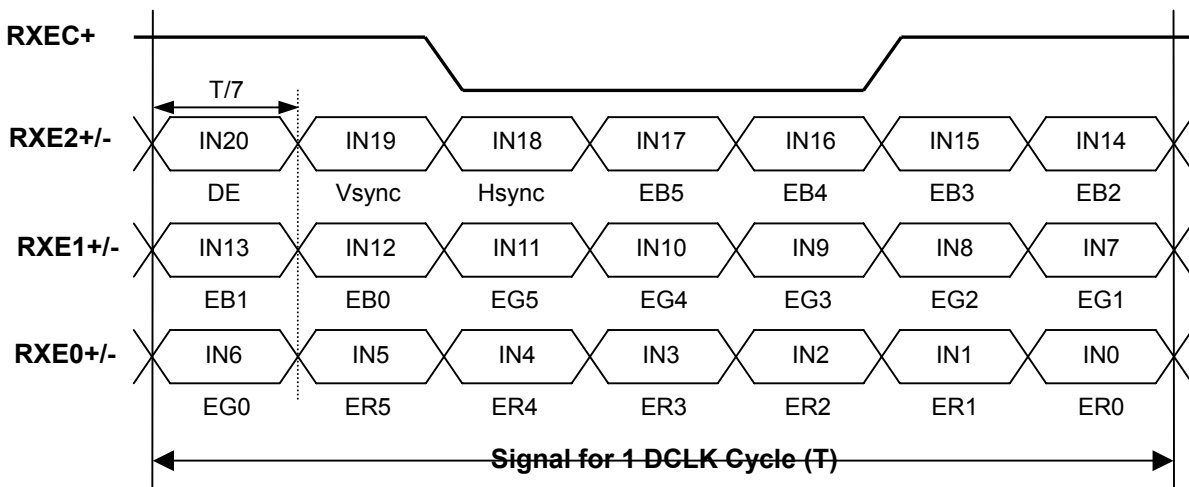 RXEC+
T/7
RXE2+/- IN20 IN19 IN18 IN17 IN16 IN15 IN14
DE Vsync Hsync EB5 EB4 EB3 EB2
RXE1+/- IN13 IN12 IN11 IN10 IN9 IN8 IN7
EB1 EB0 EG5 EG4 EG3 EG2 EG1
RXE0+/- IN6 IN5 IN4 IN3 IN2 IN1 IN0
EG0 ER5 ER4 ER3 ER2 ER1 ER0
Signal for 1 DCLK Cycle (T)